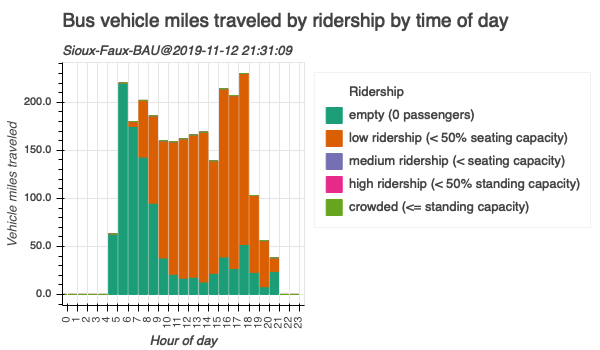 Bus vehicle miles traveled by ridership by time of day
Sioux-Faux-BAU@2019-11-12 21:31:09
Vehicle miles traveled
200.0
150.0
100.0
50.0
0.0
0 1 2 3 4 5 6 7 8 9 10 11 12 13 14 15 16 17 18 19 20 21 22 23
Hour of day
Ridership
empty (0 passengers)
low ridership (< 50% seating capacity)
medium ridership (< seating capacity)
high ridership (< 50% standing capacity)
crowded (<= standing capacity)